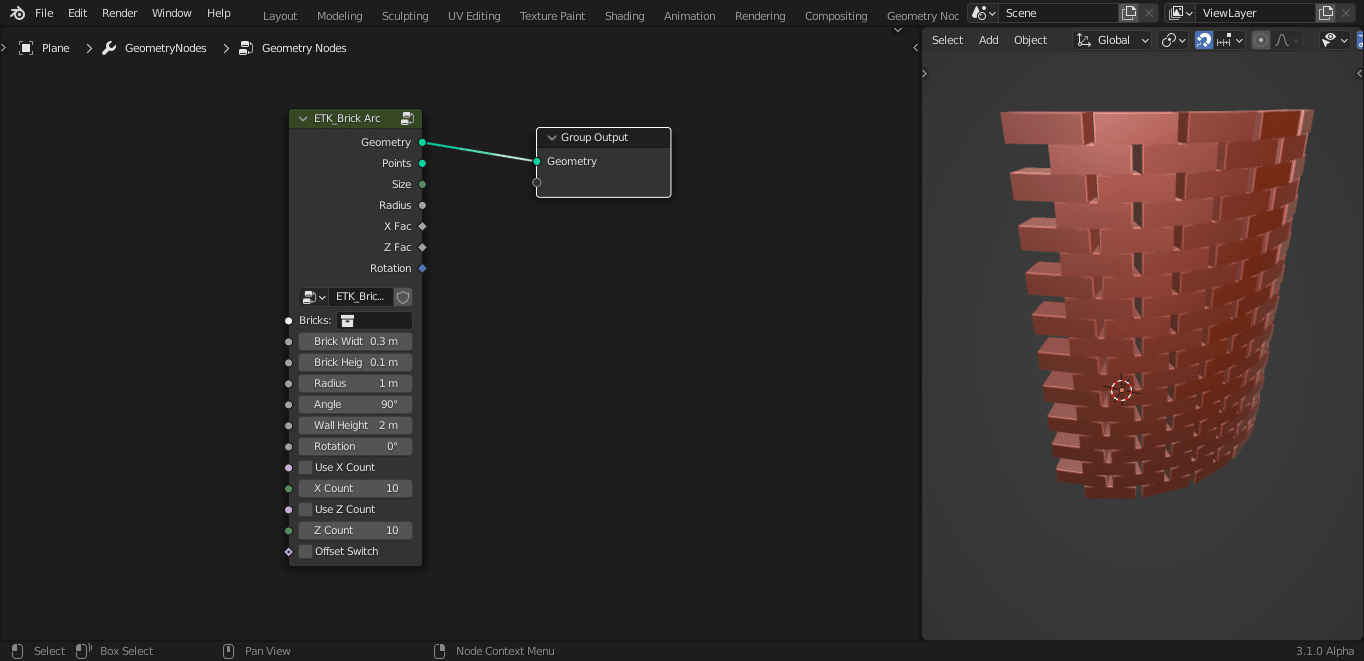 File Edit Render Window Help Layout Modeling Sculpting UV Editing Texture Paint Shading Animation Rendering Compositing Geometry Noc Scene ViewLayer
Plane GeometryNodes Geometry Nodes
Select Add Object Global
ETK_Brick Arc
Geometry
Points
Size
Radius
X Fac
Z Fac
Rotation
ETK_Bric...
Bricks:
Brick Widt 0.3 m
Brick Heig 0.1 m
Radius 1 m
Angle 90°
Wall Height 2 m
Rotation 0°
Use X Count
X Count 10
Use Z Count
Z Count 10
Offset Switch
Group Output
Geometry
Select Box Select Pan View Node Context Menu 3.1.0 Alpha